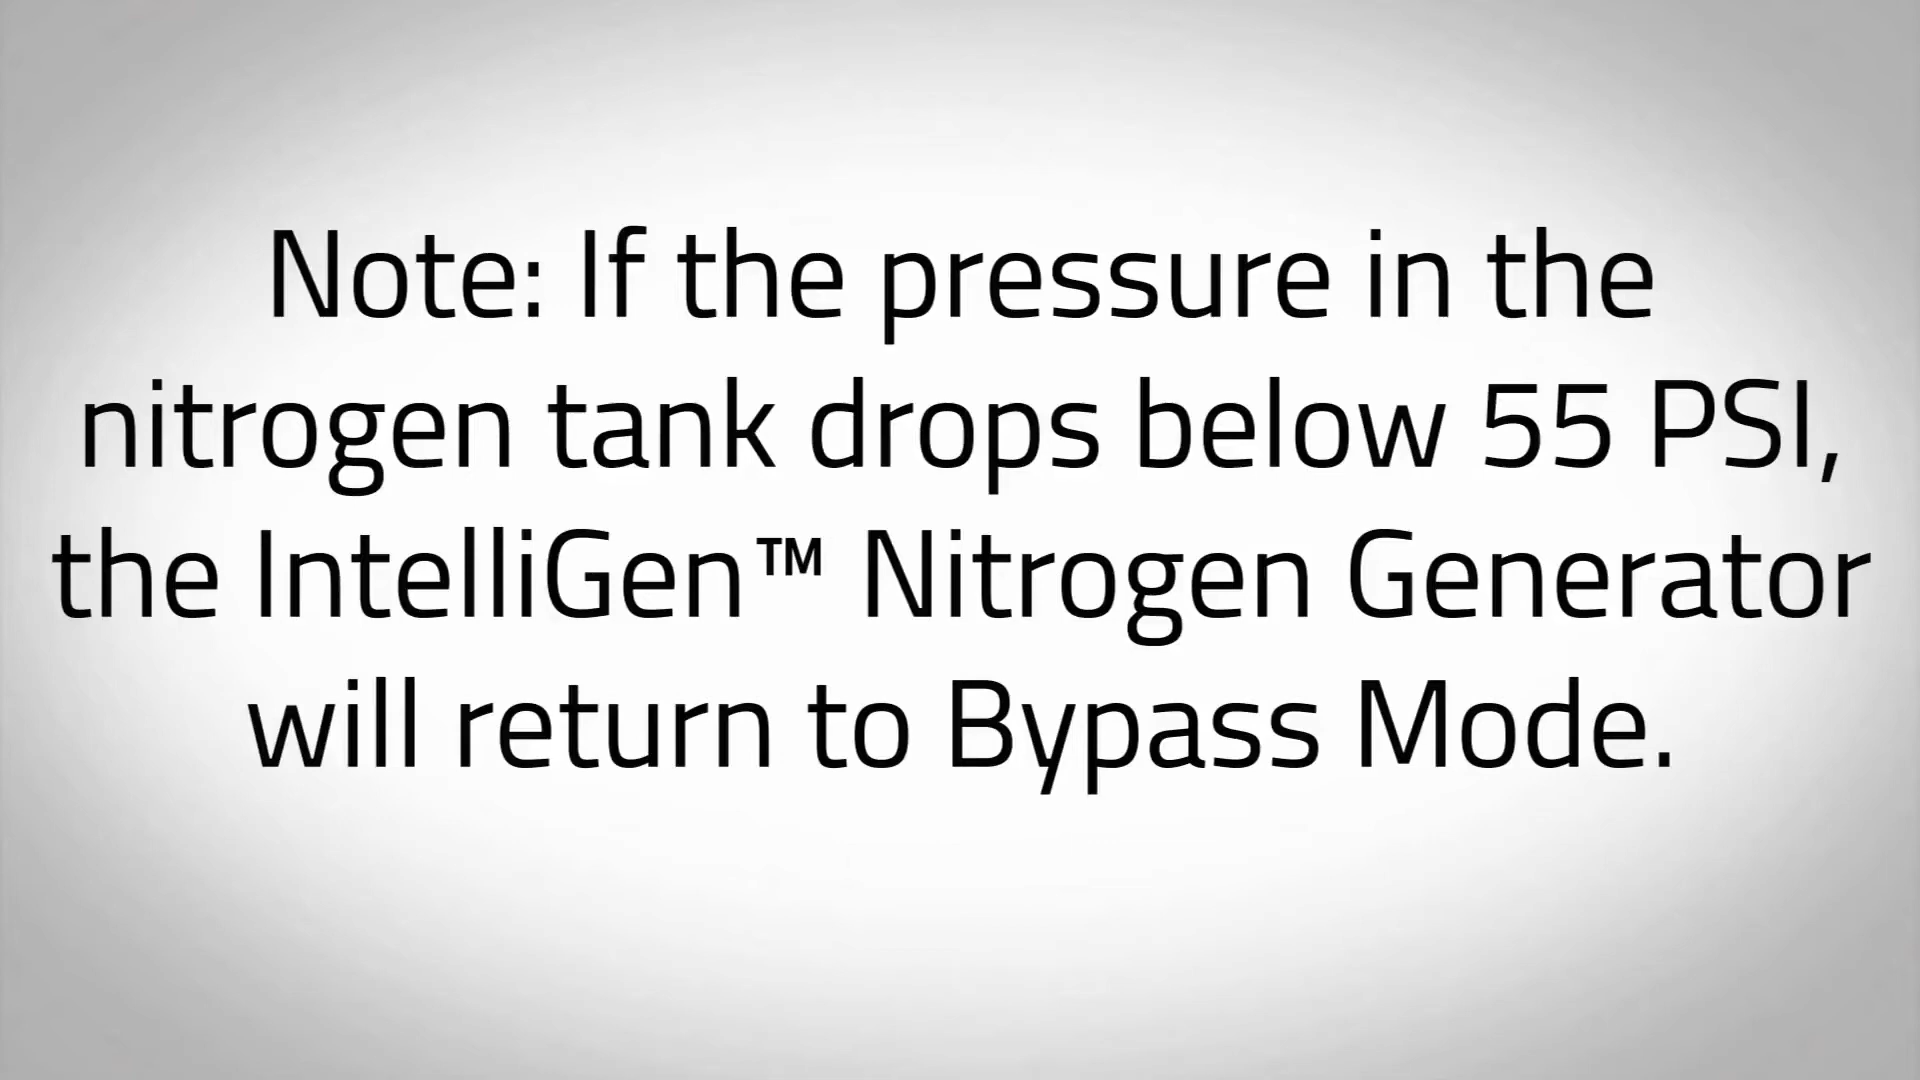 Note: If the pressure in the
nitrogen tank drops below 55 PSI,
the IntelliGen™ Nitrogen Generator
will return to Bypass Mode.